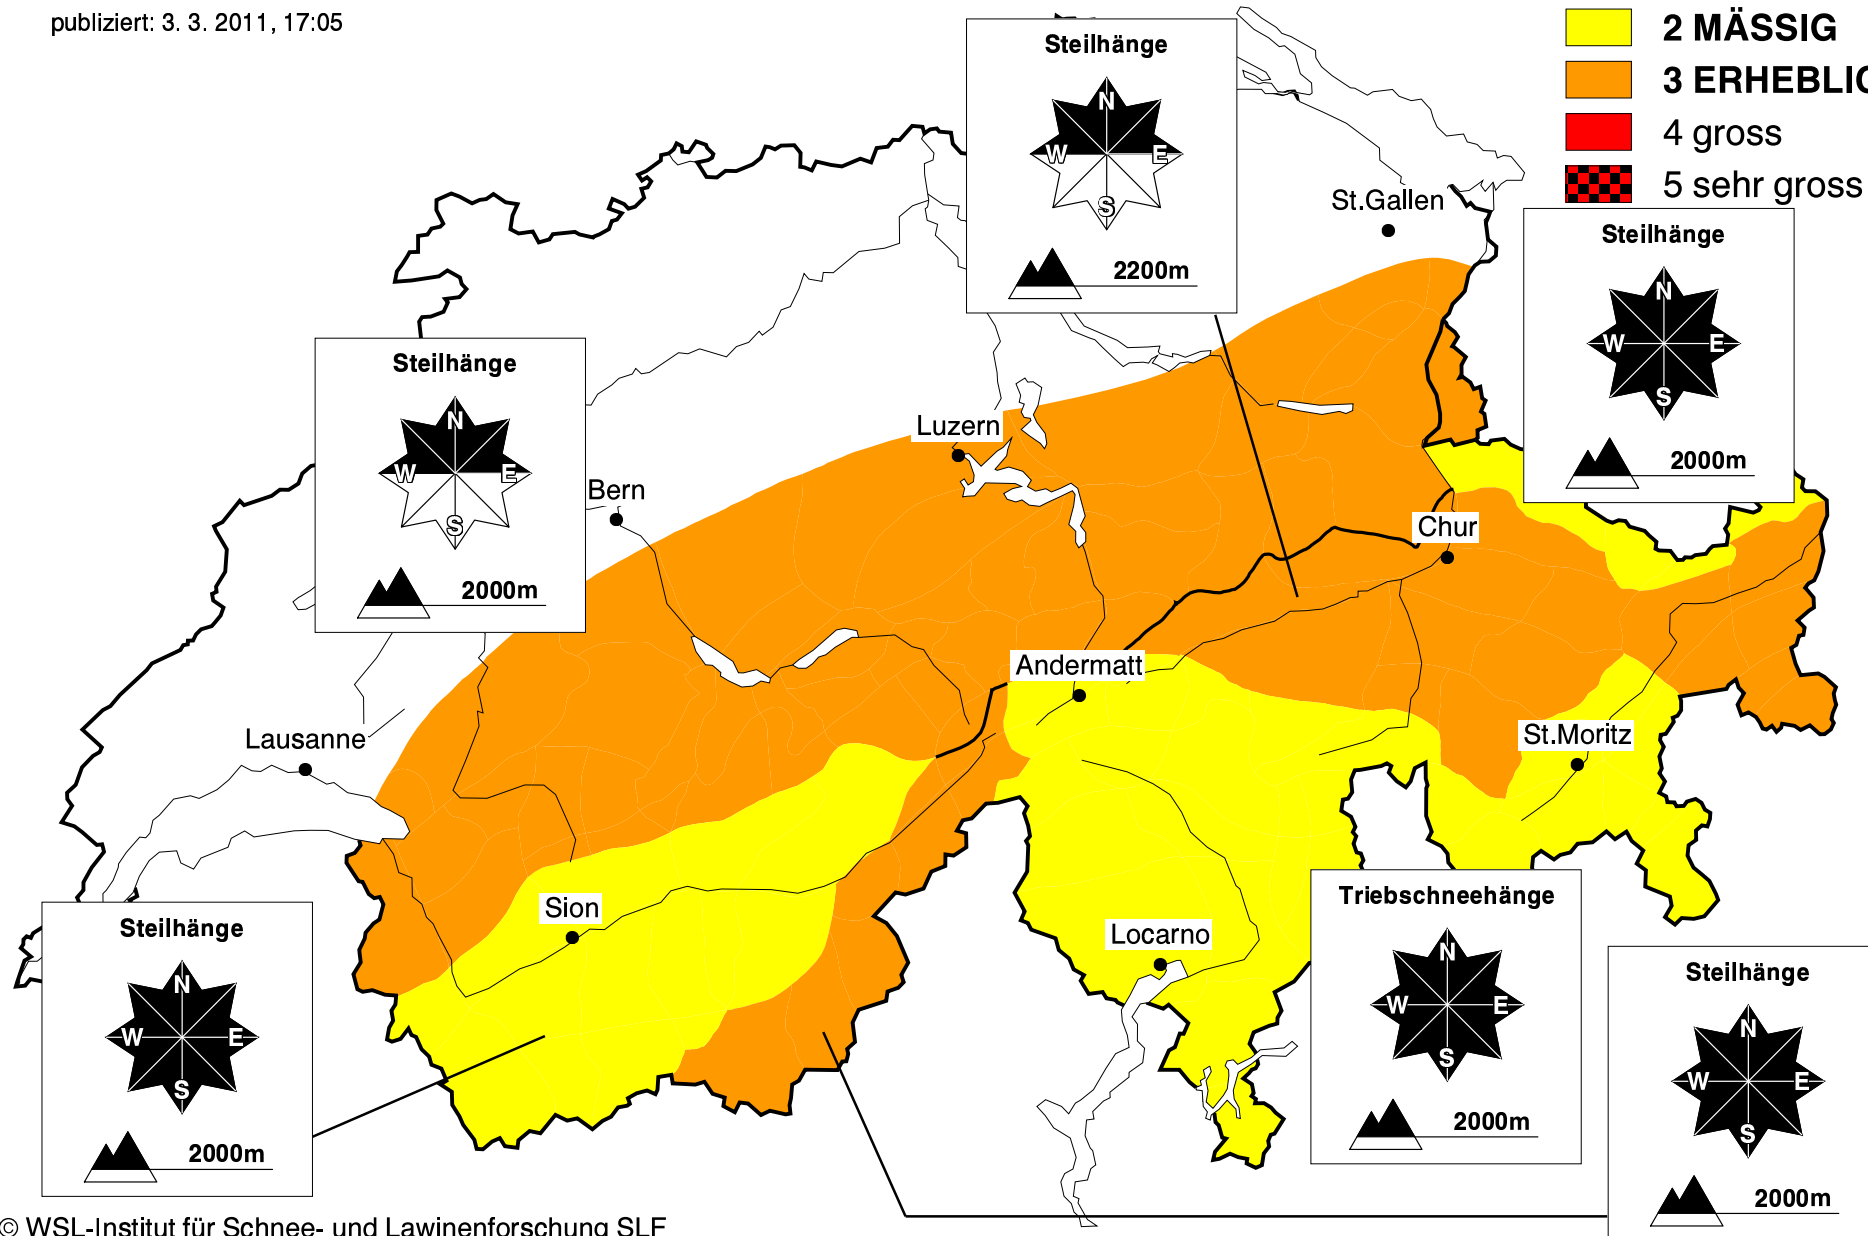 publiziert: 3. 3. 2011, 17:05
2 MÄSSIG
3 ERHEBLIC
4 gross
5 sehr gross
Steilhänge
N
W E
S
2200m
St.Gallen
Steilhänge
N
W E
S
2000m
Steilhänge
N
W E
S
2000m
Luzern
Bern
Chur
Andermatt
Lausanne
St.Moritz
Sion
Locarno
Steilhänge
N
W E
S
2000m
Triebschneehänge
N
W E
S
2000m
Steilhänge
N
W E
S
2000m
© WSL-Institut für Schnee- und Lawinenforschung SLF